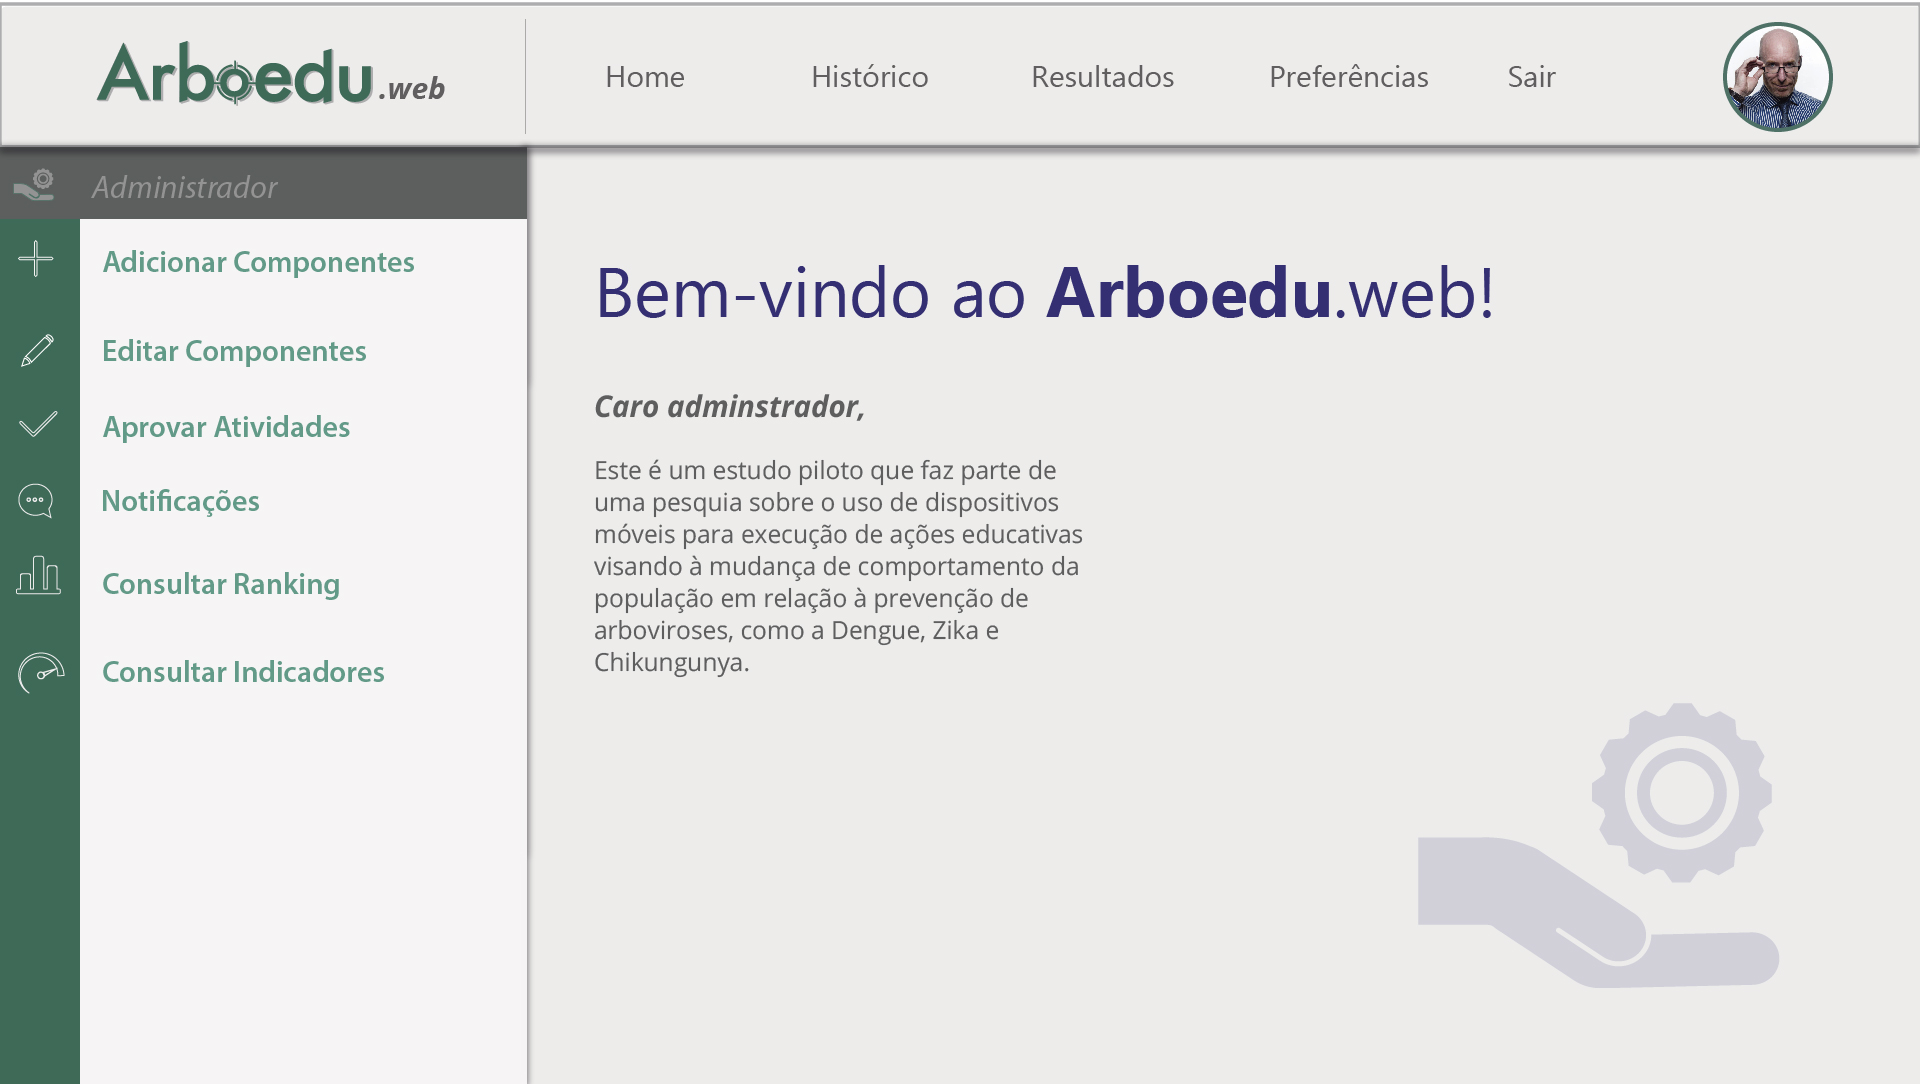 Arboedu.web
Home
Histórico
Resultados
Preferências
Sair
Administrador
Adicionar Componentes
Editar Componentes
Aprovar Atividades
Notificações
Consultar Ranking
Consultar Indicadores
Bem-vindo ao Arboedu.web!
Caro adminstrador,
Este é um estudo piloto que faz parte de
uma pesquia sobre o uso de dispositivos
móveis para execução de ações educativas
visando à mudança de comportamento da
população em relação à prevenção de
arboviroses, como a Dengue, Zika e
Chikungunya.